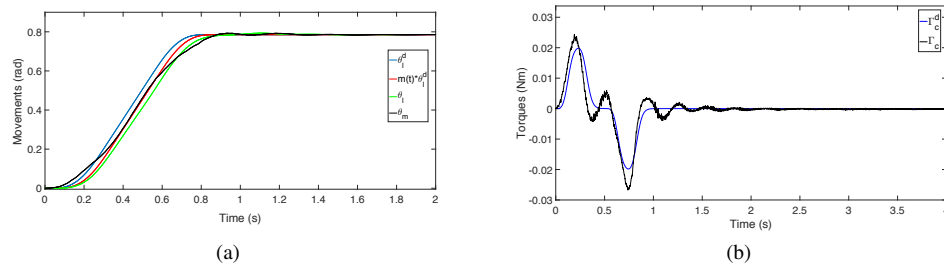 0.8
0.6
0.4
0.2
0
Movements (rad)
0 0.2 0.4 0.6 0.8 1 1.2 1.4 1.6 1.8 2
Time (s)
θ_l^d
m(t)*θ_l^d
θ_l
θ_m
(a)
0.03
0.02
0.01
0
-0.01
-0.02
-0.03
Torques (Nm)
0 0.5 1 1.5 2 2.5 3 3.5
Time (s)
Γ_c^d
Γ_c
(b)